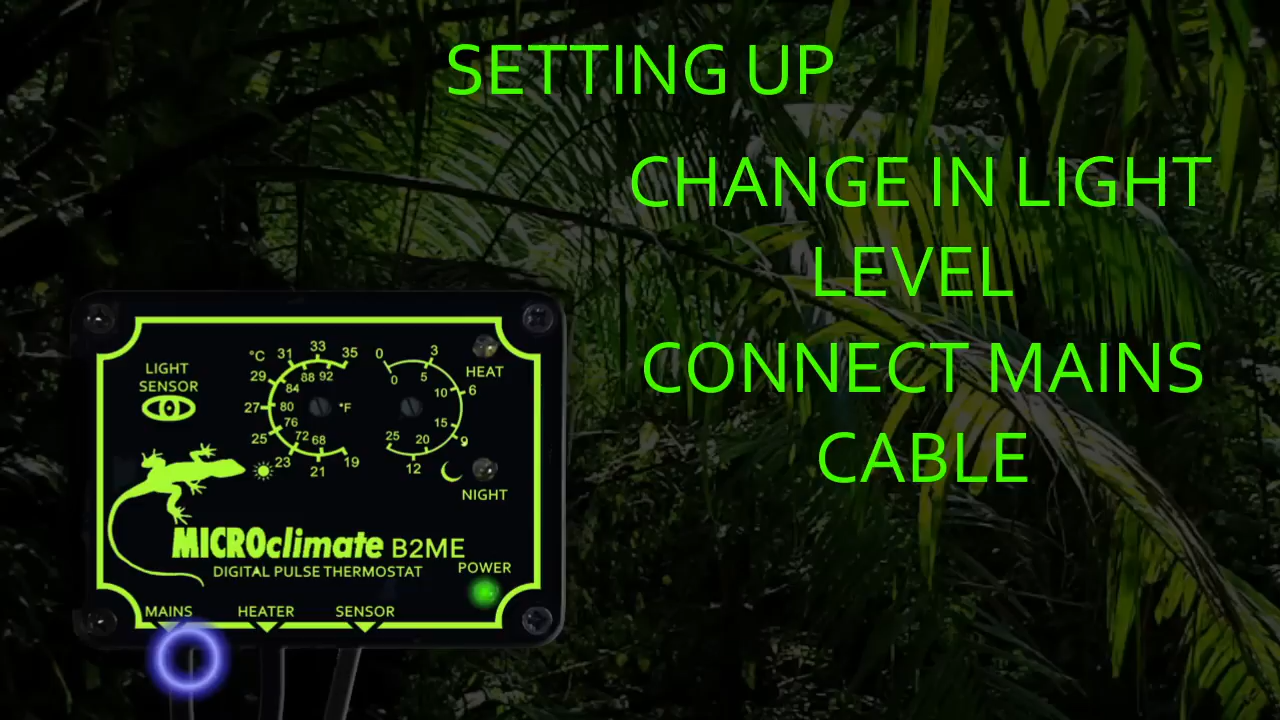 SETTING UP
CHANGE IN LIGHT
LEVEL
CONNECT MAINS
CABLE
LIGHT
SENSOR
°C 31 33 35
29
27
25
23
21
19
84 88 92
80
76
72 68
°F
0 3
6
9
12
0 5
10
15
20
25
HEAT
NIGHT
MICROclimate B2ME
DIGITAL PULSE THERMOSTAT
POWER
MAINS HEATER SENSOR